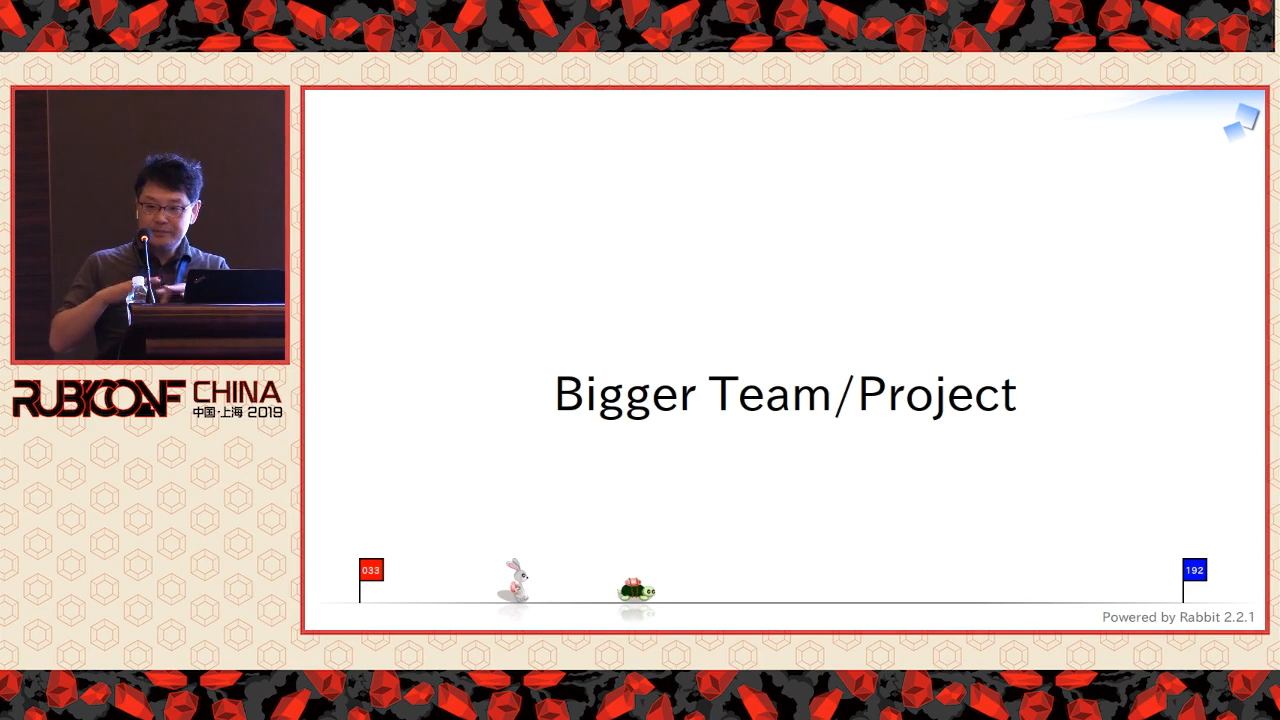 RUBYCONF CHINA
中国·上海 2019
Bigger Team/Project
033
192
Powered by Rabbit 2.2.1